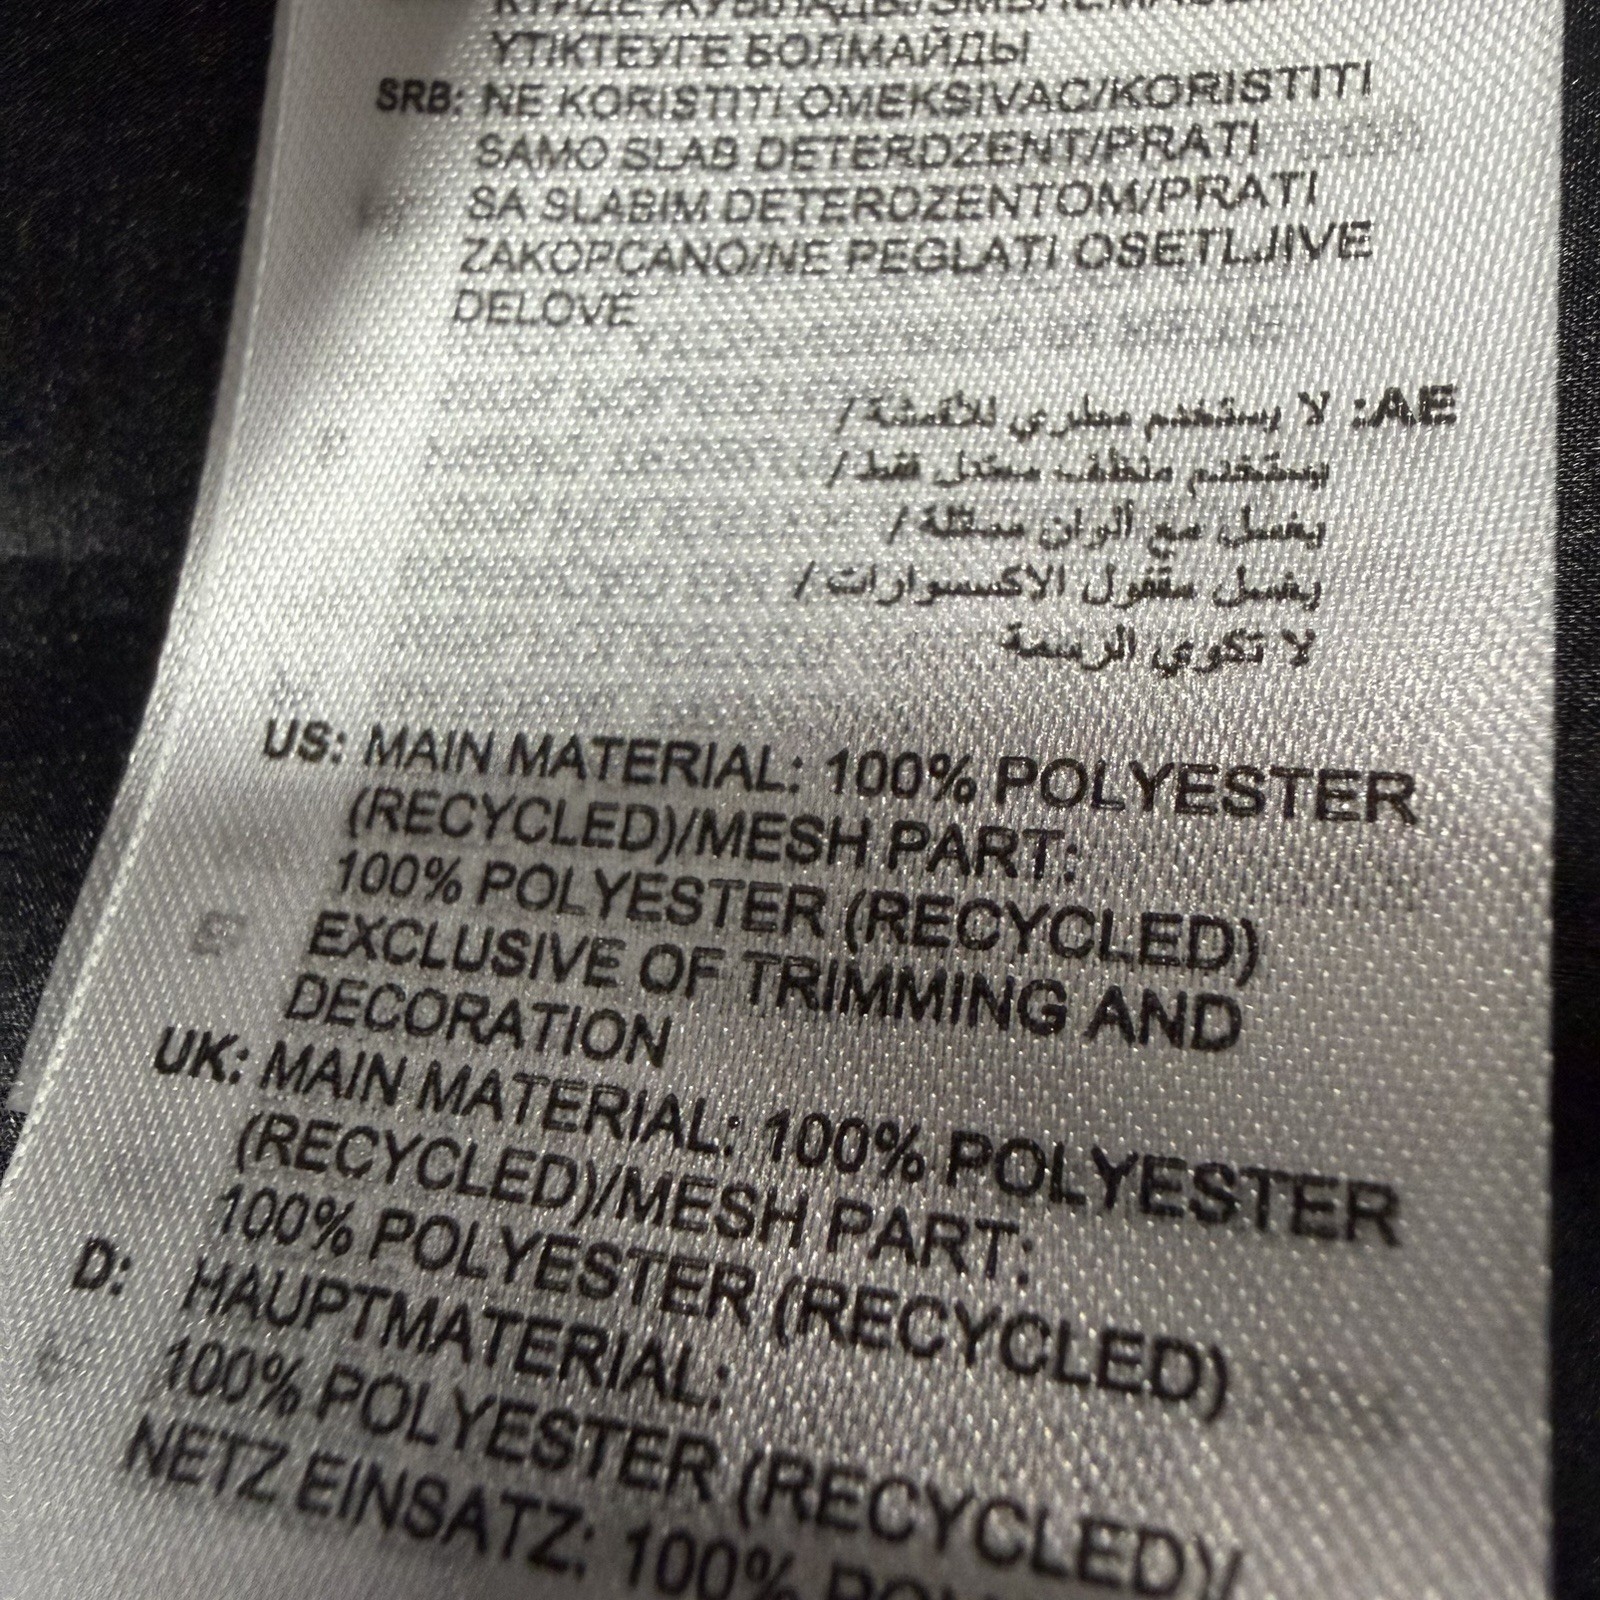 ҮТІКТЕУГЕ БОЛМАЙДЫ
SRB: NE KORISTITI OMEKSIVAC/KORISTITI
SAMO SLAB DETERDZENT/PRATI
SA SLABIM DETERDZENTOM/PRATI
ZAKOPCANO/NE PEGLATI OSETLJIVE
DELOVE
AE: لا يستخدم مطري للأقمشة /
يستخدم منظف معتدل فقط /
يغسل مع ألوان مماثلة /
يغسل مقفول الاكسسوارات /
لا تكوي الرسمة
US: MAIN MATERIAL: 100% POLYESTER
(RECYCLED)/MESH PART:
100% POLYESTER (RECYCLED)
EXCLUSIVE OF TRIMMING AND
DECORATION
UK: MAIN MATERIAL: 100% POLYESTER
(RECYCLED)/MESH PART:
100% POLYESTER (RECYCLED)
D: HAUPTMATERIAL:
100% POLYESTER (RECYCLED)/
NETZ EINSATZ: 100%